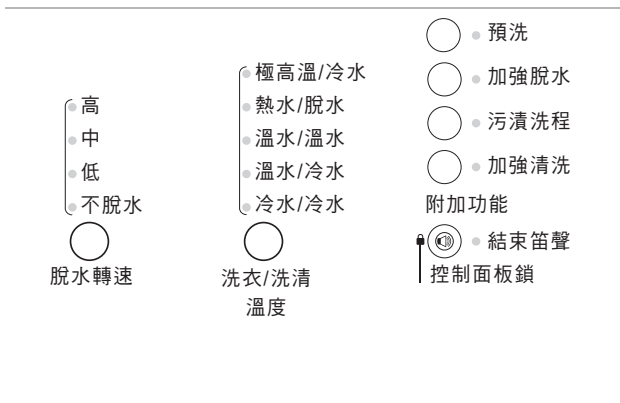 高
中
低
不脫水
脫水轉速
極高溫/冷水
熱水/脫水
溫水/溫水
溫水/冷水
冷水/冷水
洗衣/洗清
溫度
預洗
加強脫水
污漬洗程
加強清洗
附加功能
結束笛聲
控制面板鎖